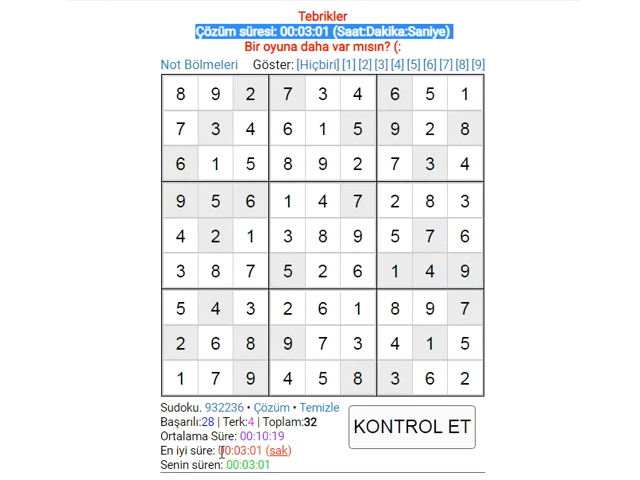 Tebrikler
Çözüm süresi: 00:03:01 (Saat:Dakika:Saniye)
Bir oyuna daha var mısın? (:
Not Bölmeleri Göster: [Hiçbiri] [1] [2] [3] [4] [5] [6] [7] [8] [9]
8 9 2 7 3 4 6 5 1
7 3 4 6 1 5 9 2 8
6 1 5 8 9 2 7 3 4
9 5 6 1 4 7 2 8 3
4 2 1 3 8 9 5 7 6
3 8 7 5 2 6 1 4 9
5 4 3 2 6 1 8 9 7
2 6 8 9 7 3 4 1 5
1 7 9 4 5 8 3 6 2
Sudoku. 932236 • Çözüm • Temizle
Başarılı:28 | Terk:4 | Toplam:32
Ortalama Süre: 00:10:19
En iyi süre: 00:03:01 (sak)
Senin süren: 00:03:01
KONTROL ET